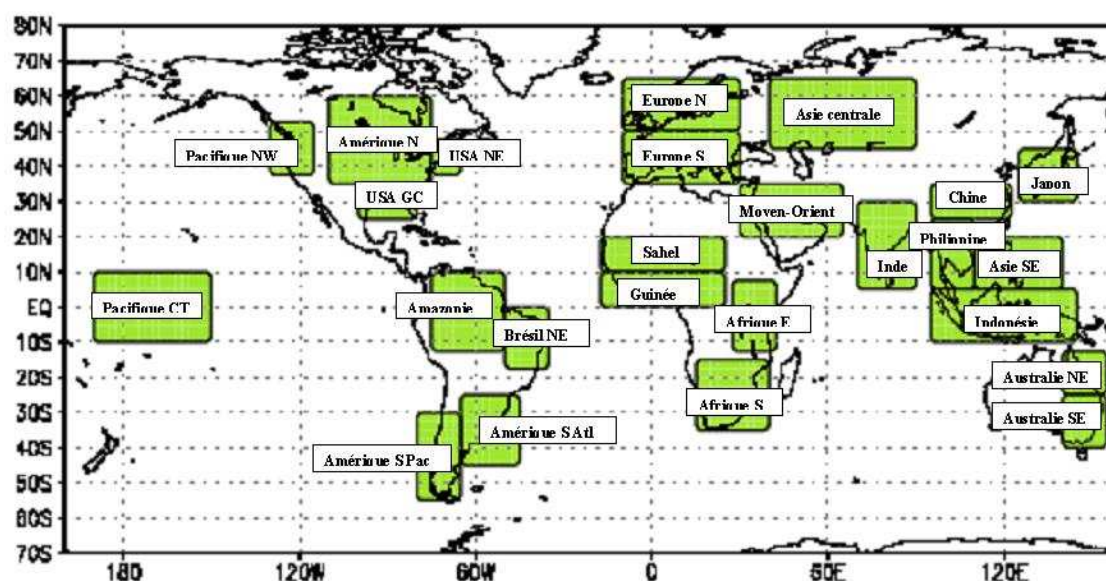 80N
70N
60N
50N
40N
30N
20N
10N
EQ
10S
20S
30S
40S
50S
60S
70S
Europe N
Asie centrale
Pacifique NW
Amérique N
USA NE
Europe S
USA GC
Japon
Chine
Moyen-Orient
Philippine
Sahel
Inde
Asie SE
Pacifique CT
Amazonie
Guinée
Afrique E
Indonésie
Brésil NE
Australie NE
Afrique S
Australie SE
Amérique S Atl
Amérique S Pac
180
120W
60W
0
60E
120E